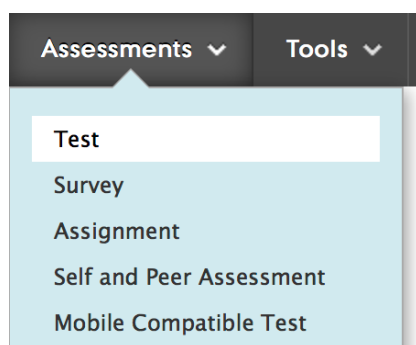 Assessments Tools
Test
Survey
Assignment
Self and Peer Assessment
Mobile Compatible Test